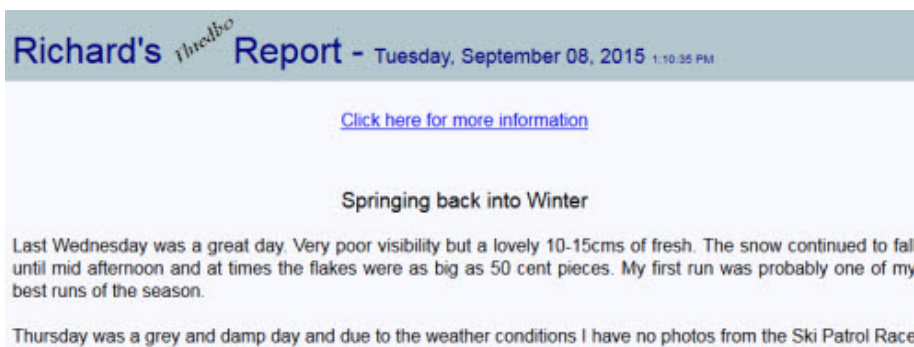 Richard's Thredbo Report - Tuesday, September 08, 2015 1:10:35 PM
Click here for more information
Springing back into Winter
Last Wednesday was a great day. Very poor visibility but a lovely 10-15cms of fresh. The snow continued to fall
until mid afternoon and at times the flakes were as big as 50 cent pieces. My first run was probably one of my
best runs of the season.
Thursday was a grey and damp day and due to the weather conditions I have no photos from the Ski Patrol Race